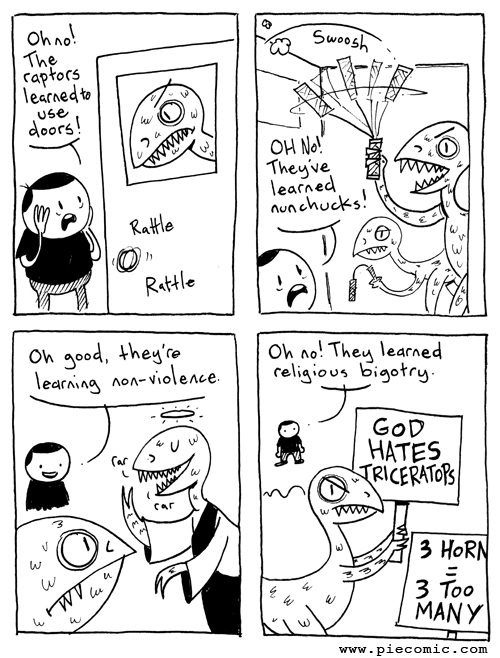 Oh no!
The
raptors
learned to
use
doors!
Rattle
Rattle
Swoosh
OH NO!
They've
learned
nunchucks!
Oh good, they're
learning non-violence.
rar
rar
Oh no! They learned
religious bigotry.
GOD
HATES
TRICERATOPS
3 HORN
=
3 TOO
MANY
www.piecomic.com